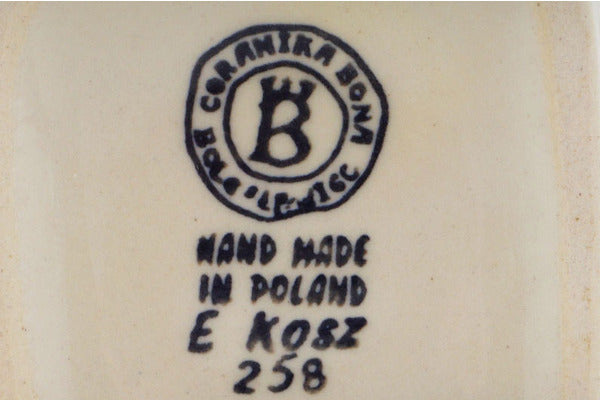 CERAMIKA BONA
B
HAND MADE
IN POLAND
E KOSZ
258